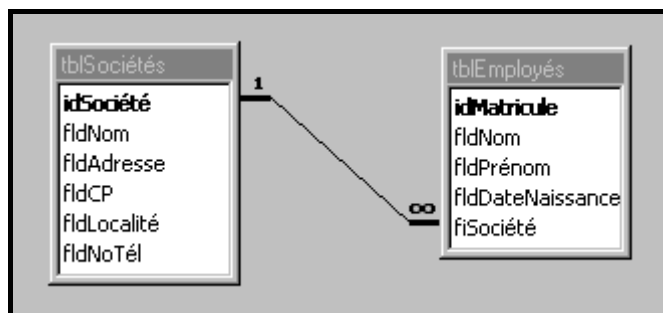 tblSociétés
idSociété
fldNom
fldAdresse
fldCP
fldLocalité
fldNoTél
1
∞
tblEmployés
idMatricule
fldNom
fldPrénom
fldDateNaissance
fiSociété